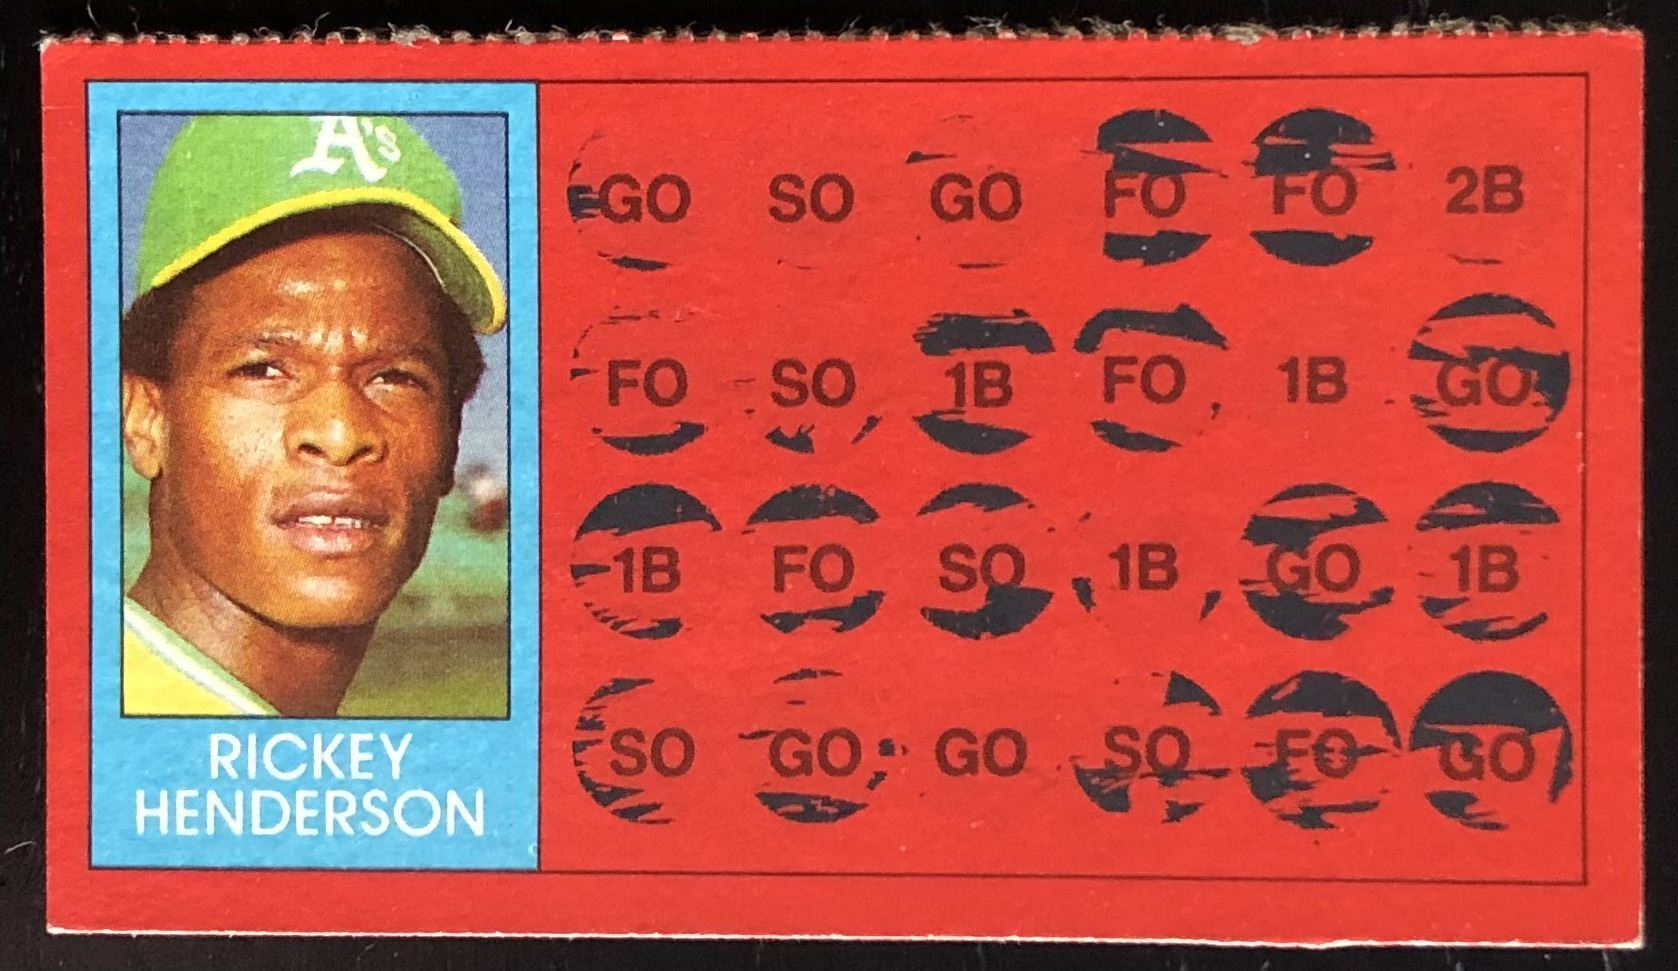 A's
RICKEY
HENDERSON
GO SO GO FO FO 2B
FO SO 1B FO 1B GO
1B FO SO 1B GO 1B
SO GO GO SO FO GO